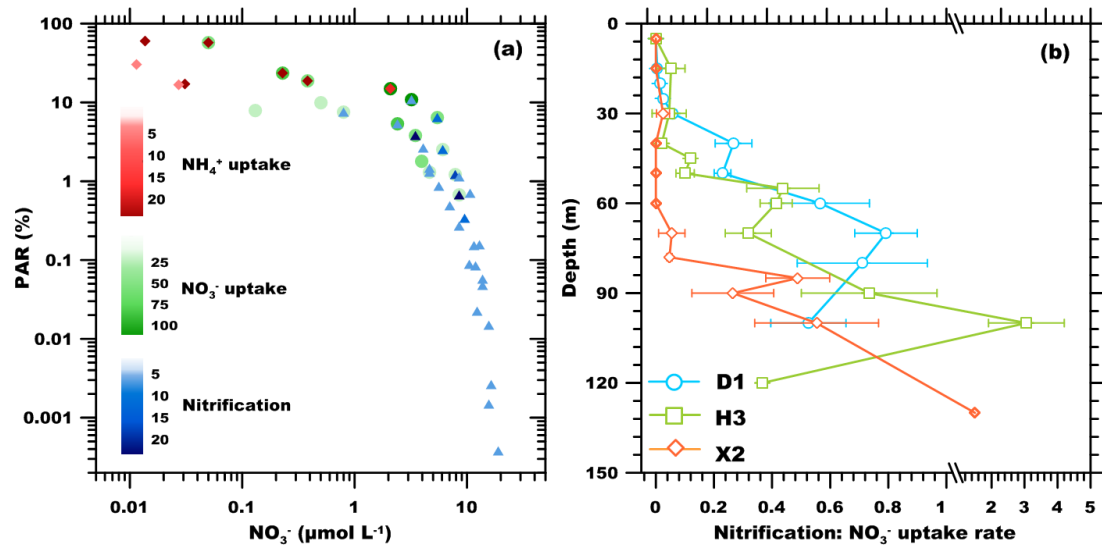 (a)
PAR (%)
100
10
1
0.1
0.01
0.001
5
10
15
20
NH₄⁺ uptake
25
50
75
100
NO₃⁻ uptake
5
10
15
20
Nitrification
0.01 0.1 1 10
NO₃⁻ (µmol L⁻¹)
(b)
Depth (m)
0
30
60
90
120
150
D1
H3
X2
0 0.2 0.4 0.6 0.8 1 2 3 4 5
Nitrification: NO₃⁻ uptake rate